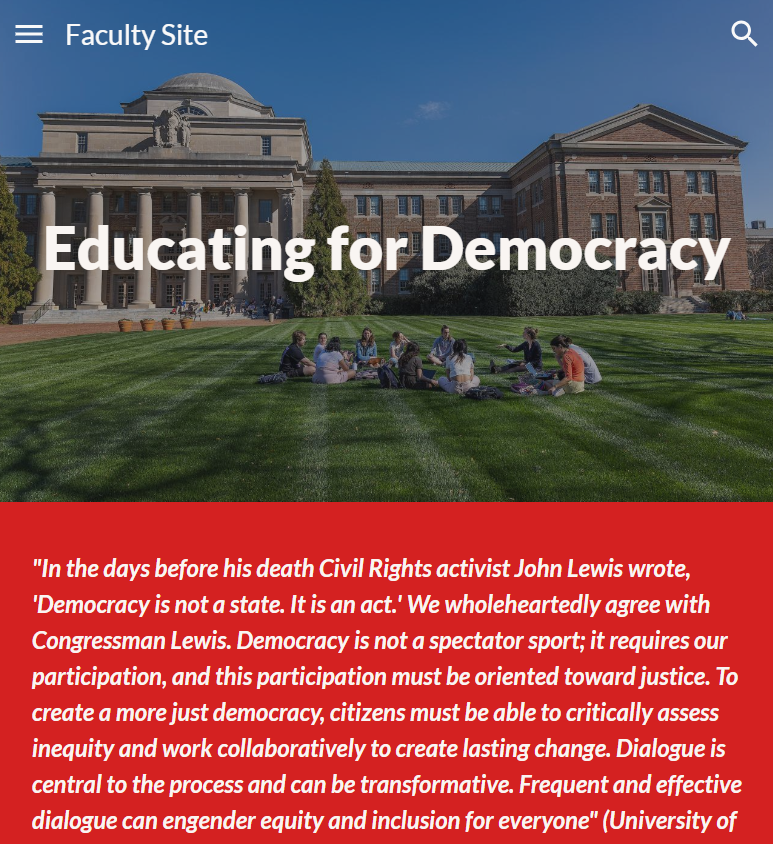 Faculty Site
Educating for Democracy
"In the days before his death Civil Rights activist John Lewis wrote,
'Democracy is not a state. It is an act.' We wholeheartedly agree with
Congressman Lewis. Democracy is not a spectator sport; it requires our
participation, and this participation must be oriented toward justice. To
create a more just democracy, citizens must be able to critically assess
inequity and work collaboratively to create lasting change. Dialogue is
central to the process and can be transformative. Frequent and effective
dialogue can engender equity and inclusion for everyone" (University of